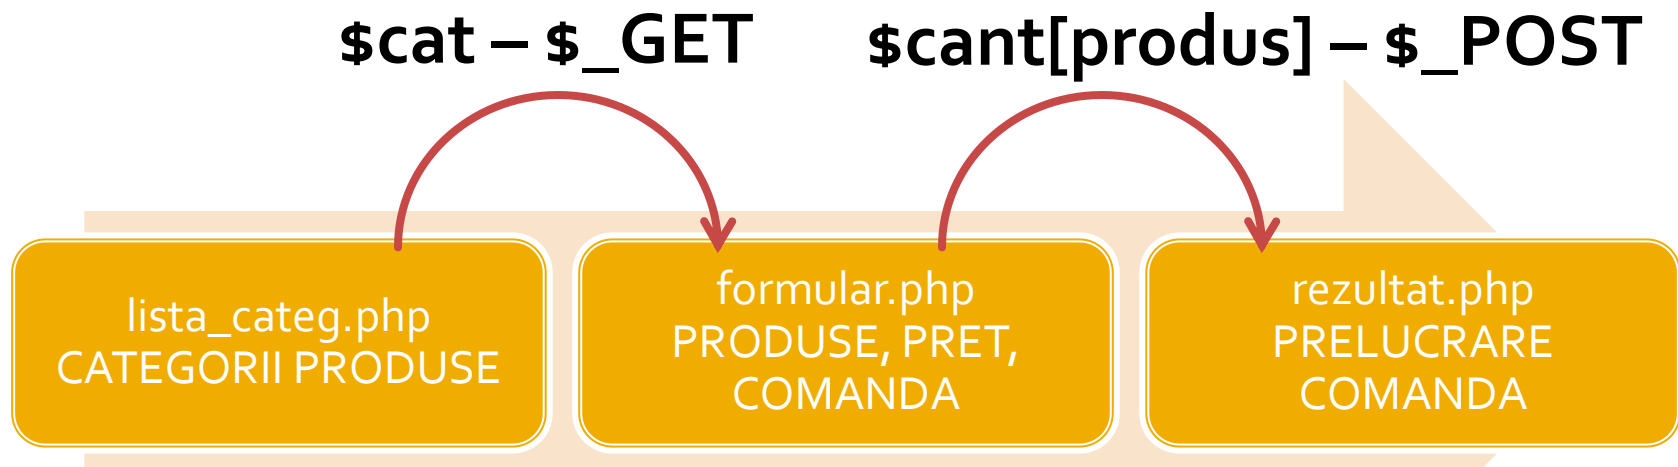 $cat – $_GET
$cant[produs] – $_POST
lista_categ.php
CATEGORII PRODUSE
formular.php
PRODUSE, PRET,
COMANDA
rezultat.php
PRELUCRARE
COMANDA